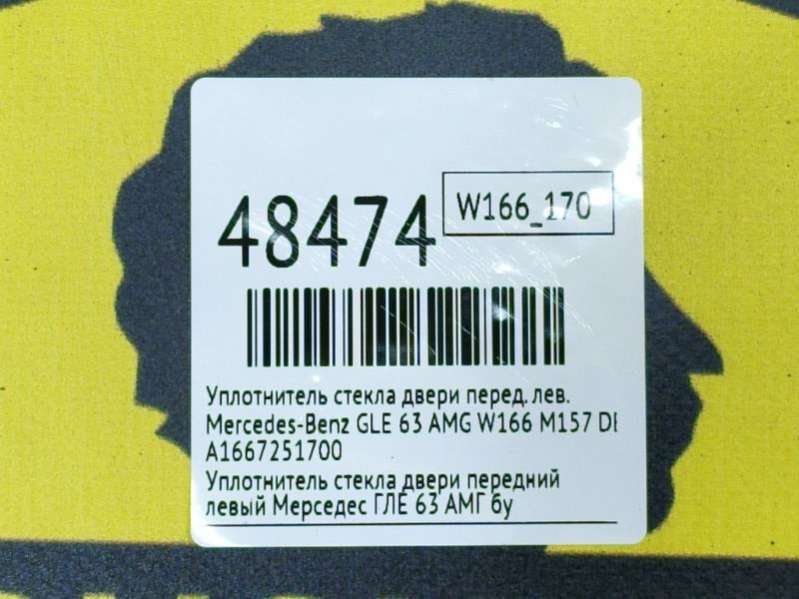 48474
W166_170
Уплотнитель стекла двери перед. лев.
Mercedes-Benz GLE 63 AMG W166 M157 DI
A1667251700
Уплотнитель стекла двери передний
левый Мерседес ГЛЕ 63 АМГ бу